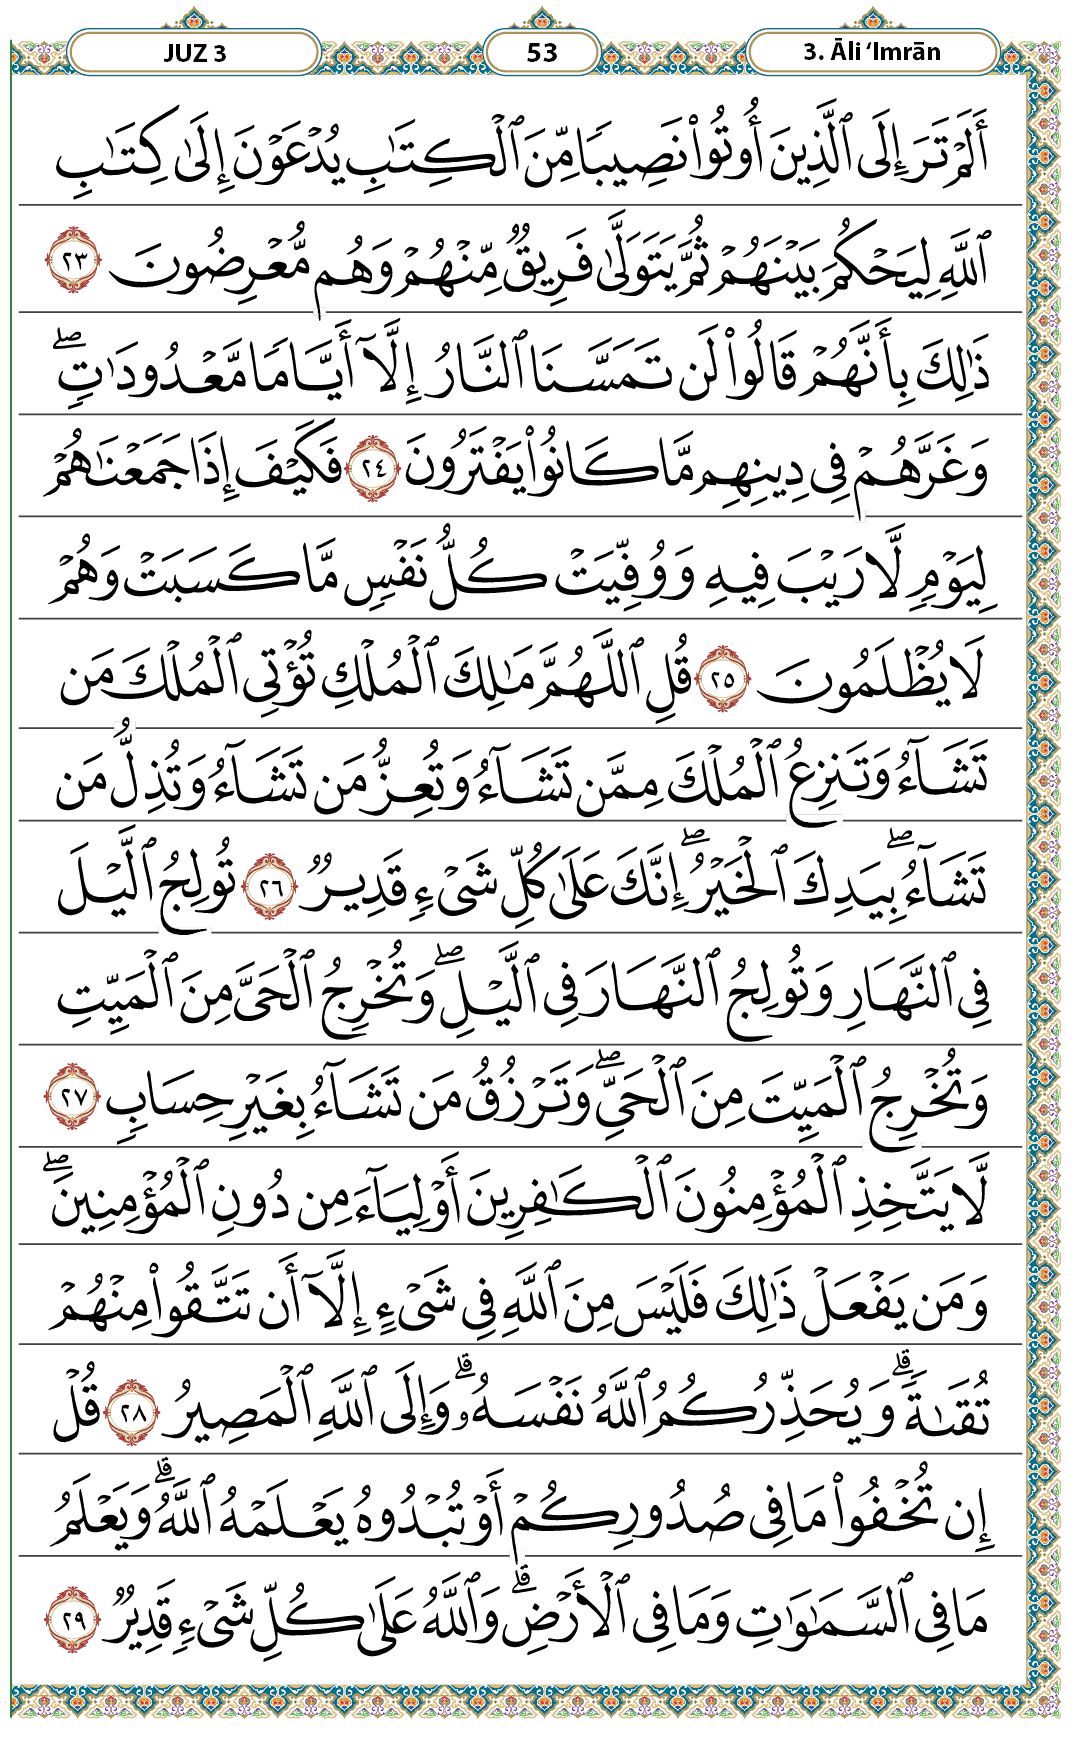 JUZ 3
53
3. Āli ‘Imrān
أَلَمۡ تَرَ إِلَى ٱلَّذِينَ أُوتُواْ نَصِيبٗا مِّنَ ٱلۡكِتَٰبِ يُدۡعَوۡنَ إِلَىٰ كِتَٰبِ
ٱللَّهِ لِيَحۡكُمَ بَيۡنَهُمۡ ثُمَّ يَتَوَلَّىٰ فَرِيقٞ مِّنۡهُمۡ وَهُم مُّعۡرِضُونَ ٢٣
ذَٰلِكَ بِأَنَّهُمۡ قَالُواْ لَن تَمَسَّنَا ٱلنَّارُ إِلَّآ أَيَّامٗا مَّعۡدُودَٰتٖۖ
وَغَرَّهُمۡ فِي دِينِهِم مَّا كَانُواْ يَفۡتَرُونَ ٢٤ فَكَيۡفَ إِذَا جَمَعۡنَٰهُمۡ
لِيَوۡمٖ لَّا رَيۡبَ فِيهِ وَوُفِّيَتۡ كُلُّ نَفۡسٖ مَّا كَسَبَتۡ وَهُمۡ
لَا يُظۡلَمُونَ ٢٥ قُلِ ٱللَّهُمَّ مَٰلِكَ ٱلۡمُلۡكِ تُؤۡتِي ٱلۡمُلۡكَ مَن
تَشَآءُ وَتَنزِعُ ٱلۡمُلۡكَ مِمَّن تَشَآءُ وَتُعِزُّ مَن تَشَآءُ وَتُذِلُّ مَن
تَشَآءُۖ بِيَدِكَ ٱلۡخَيۡرُۖ إِنَّكَ عَلَىٰ كُلِّ شَيۡءٖ قَدِيرٞ ٢٦ تُولِجُ ٱلَّيۡلَ
فِي ٱلنَّهَارِ وَتُولِجُ ٱلنَّهَارَ فِي ٱلَّيۡلِۖ وَتُخۡرِجُ ٱلۡحَيَّ مِنَ ٱلۡمَيِّتِ
وَتُخۡرِجُ ٱلۡمَيِّتَ مِنَ ٱلۡحَيِّۖ وَتَرۡزُقُ مَن تَشَآءُ بِغَيۡرِ حِسَابٖ ٢٧
لَّا يَتَّخِذِ ٱلۡمُؤۡمِنُونَ ٱلۡكَٰفِرِينَ أَوۡلِيَآءَ مِن دُونِ ٱلۡمُؤۡمِنِينَۖ
وَمَن يَفۡعَلۡ ذَٰلِكَ فَلَيۡسَ مِنَ ٱللَّهِ فِي شَيۡءٍ إِلَّآ أَن تَتَّقُواْ مِنۡهُمۡ
تُقَىٰةٗۗ وَيُحَذِّرُكُمُ ٱللَّهُ نَفۡسَهُۥۗ وَإِلَى ٱللَّهِ ٱلۡمَصِيرُ ٢٨ قُلۡ
إِن تُخۡفُواْ مَا فِي صُدُورِكُمۡ أَوۡ تُبۡدُوهُ يَعۡلَمۡهُ ٱللَّهُۗ وَيَعۡلَمُ
مَا فِي ٱلسَّمَٰوَٰتِ وَمَا فِي ٱلۡأَرۡضِۗ وَٱللَّهُ عَلَىٰ كُلِّ شَيۡءٖ قَدِيرٞ ٢٩